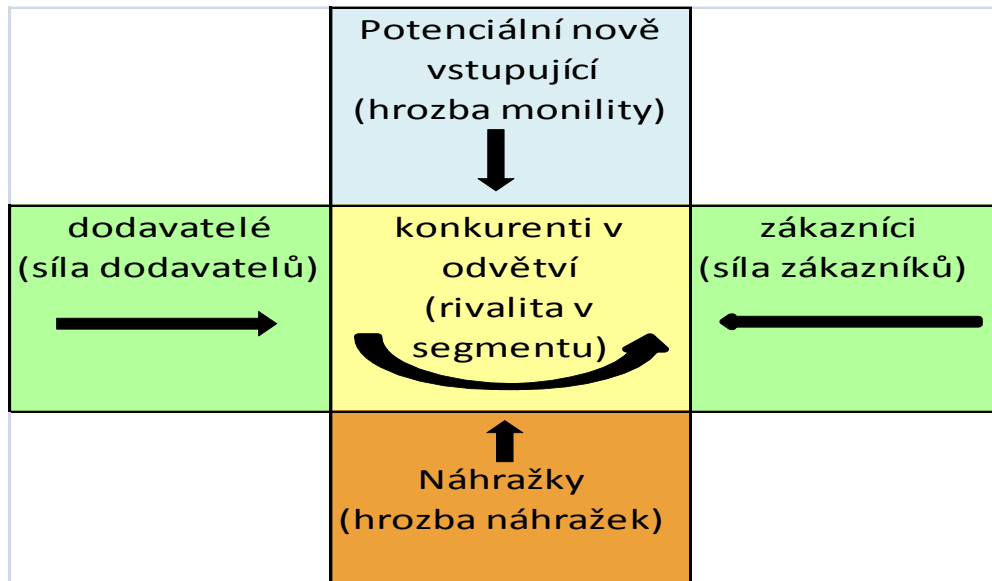 Potenciální nově
vstupující
(hrozba monility)
dodavatelé
(síla dodavatelů)
konkurenti v
odvětví
(rivalita v
segmentu)
zákazníci
(síla zákazníků)
Náhražky
(hrozba náhražek)